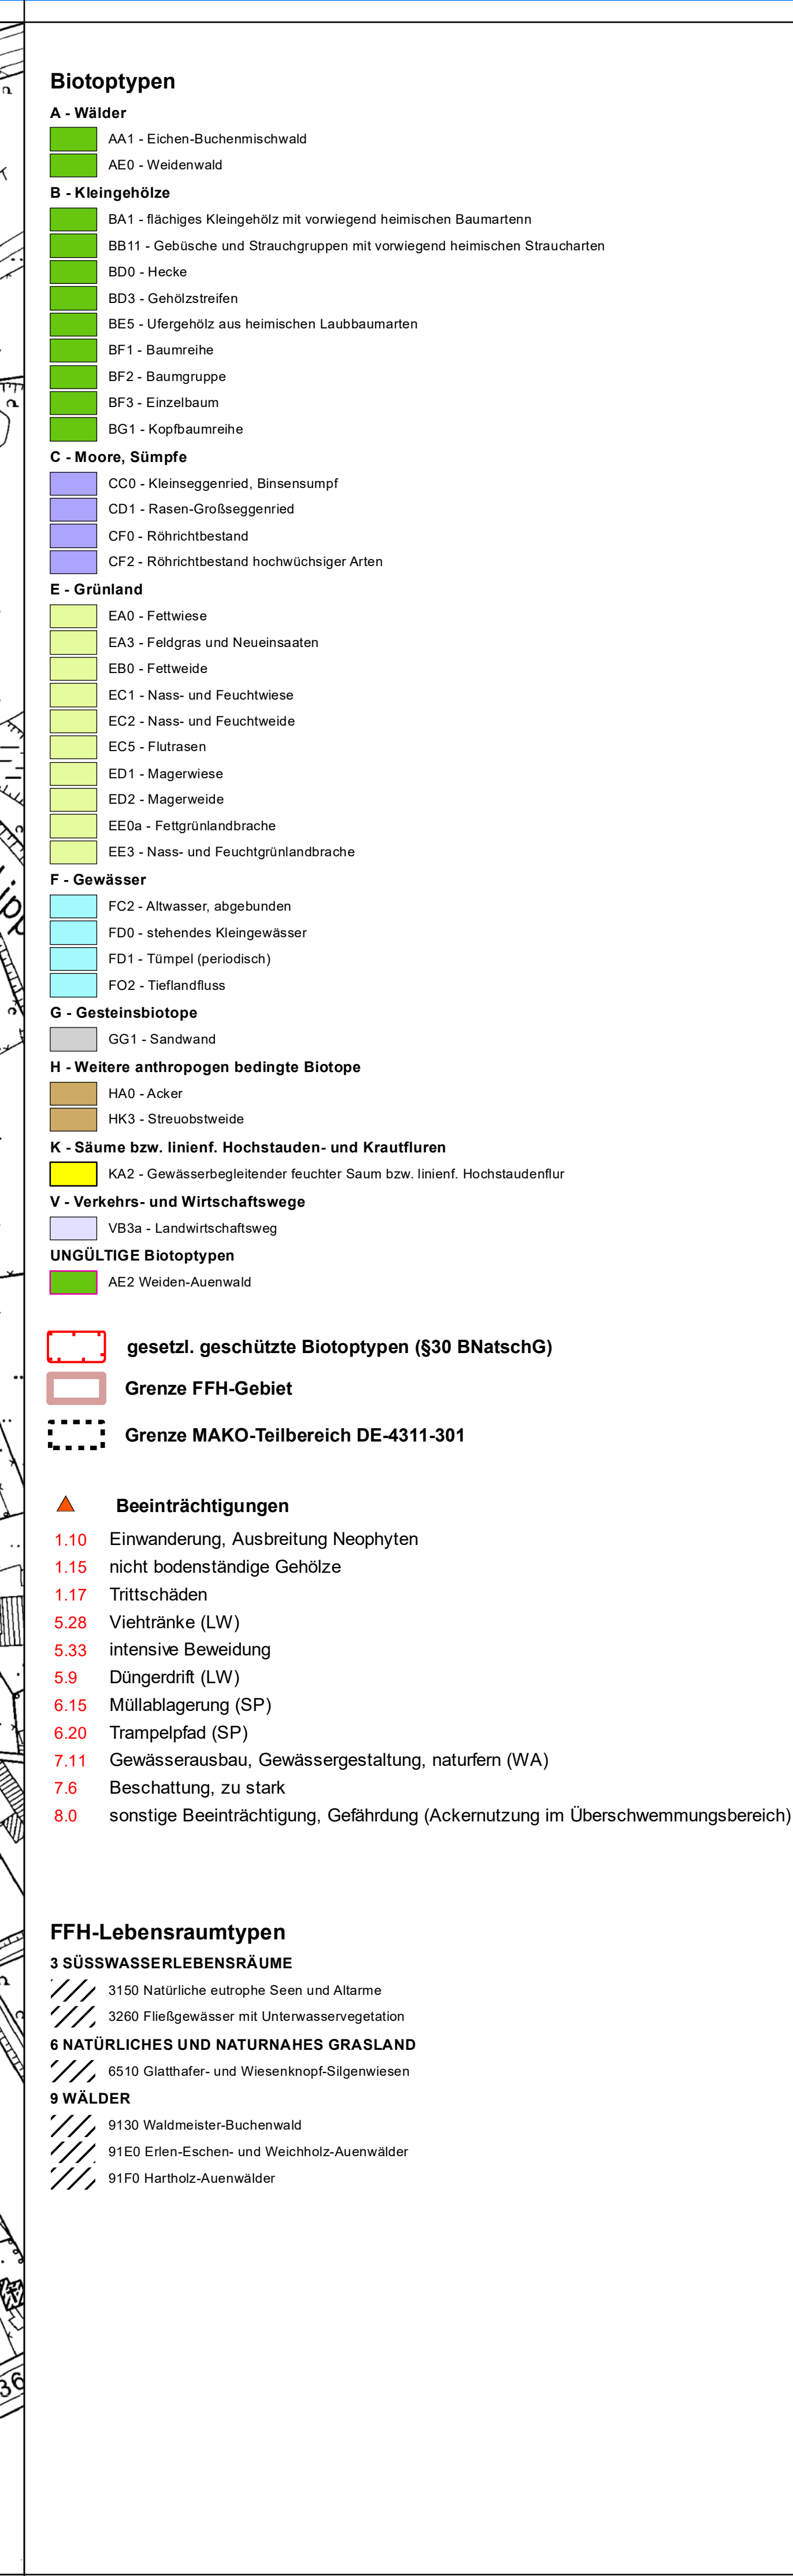 Biotoptypen
A - Wälder
AA1 - Eichen-Buchenmischwald
AE0 - Weidenwald
B - Kleingehölze
BA1 - flächiges Kleingehölz mit vorwiegend heimischen Baumartenn
BB11 - Gebüsche und Strauchgruppen mit vorwiegend heimischen Straucharten
BD0 - Hecke
BD3 - Gehölzstreifen
BE5 - Ufergehölz aus heimischen Laubbaumarten
BF1 - Baumreihe
BF2 - Baumgruppe
BF3 - Einzelbaum
BG1 - Kopfbaumreihe
C - Moore, Sümpfe
CC0 - Kleinseggenried, Binsensumpf
CD1 - Rasen-Großseggenried
CF0 - Röhrichtbestand
CF2 - Röhrichtbestand hochwüchsiger Arten
E - Grünland
EA0 - Fettwiese
EA3 - Feldgras und Neueinsaaten
EB0 - Fettweide
EC1 - Nass- und Feuchtwiese
EC2 - Nass- und Feuchtweide
EC5 - Flutrasen
ED1 - Magerwiese
ED2 - Magerweide
EE0a - Fettgrünlandbrache
EE3 - Nass- und Feuchtgrünlandbrache
F - Gewässer
FC2 - Altwasser, abgebunden
FD0 - stehendes Kleingewässer
FD1 - Tümpel (periodisch)
FO2 - Tieflandfluss
G - Gesteinsbiotope
GG1 - Sandwand
H - Weitere anthropogen bedingte Biotope
HA0 - Acker
HK3 - Streuobstweide
K - Säume bzw. linienf. Hochstauden- und Krautfluren
KA2 - Gewässerbegleitender feuchter Saum bzw. linienf. Hochstaudenflur
V - Verkehrs- und Wirtschaftswege
VB3a - Landwirtschaftsweg
UNGÜLTIGE Biotoptypen
AE2 Weiden-Auenwald
gesetzl. geschützte Biotoptypen (§30 BNatschG)
Grenze FFH-Gebiet
Grenze MAKO-Teilbereich DE-4311-301
Beeinträchtigungen
1.10 Einwanderung, Ausbreitung Neophyten
1.15 nicht bodenständige Gehölze
1.17 Trittschäden
5.28 Viehtränke (LW)
5.33 intensive Beweidung
5.9 Düngerdrift (LW)
6.15 Müllablagerung (SP)
6.20 Trampelpfad (SP)
7.11 Gewässerausbau, Gewässergestaltung, naturfern (WA)
7.6 Beschattung, zu stark
8.0 sonstige Beeinträchtigung, Gefährdung (Ackernutzung im Überschwemmungsbereich)
FFH-Lebensraumtypen
3 SÜSSWASSERLEBENSRÄUME
3150 Natürliche eutrophe Seen und Altarme
3260 Fließgewässer mit Unterwasservegetation
6 NATÜRLICHES UND NATURNAHES GRASLAND
6510 Glatthafer- und Wiesenknopf-Silgenwiesen
9 WÄLDER
9130 Waldmeister-Buchenwald
91E0 Erlen-Eschen- und Weichholz-Auenwälder
91F0 Hartholz-Auenwälder
36